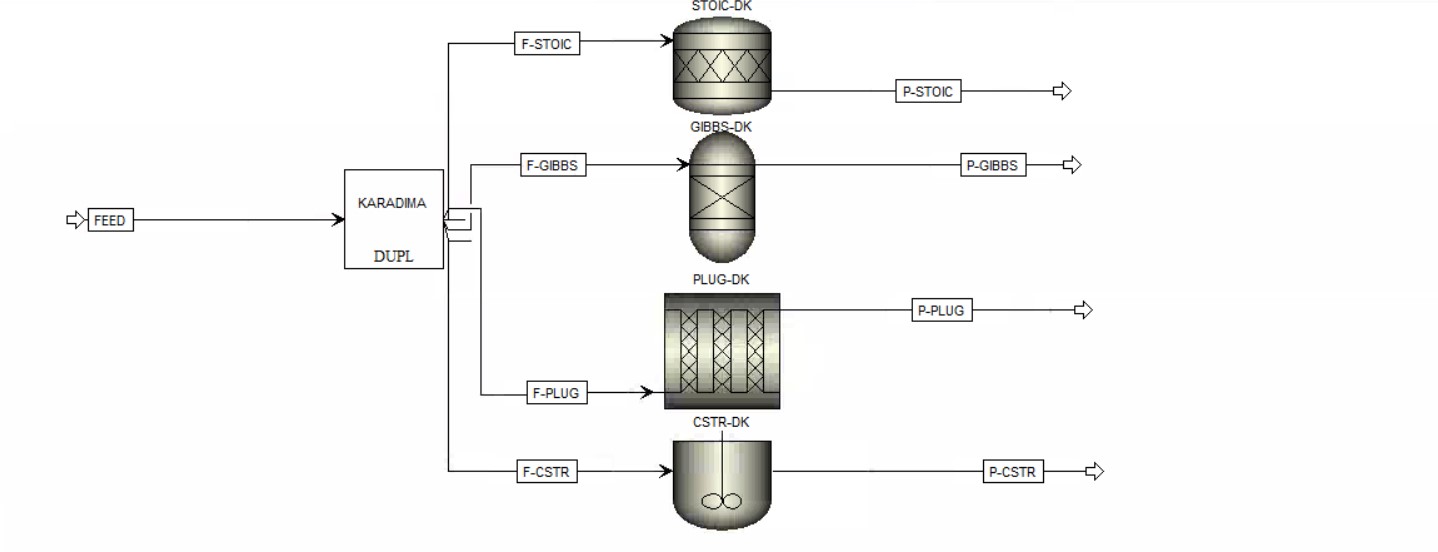 STOIC-DK
F-STOIC
P-STOIC
GIBBS-DK
F-GIBBS
P-GIBBS
KARADIMA
FEED
DUPL
PLUG-DK
P-PLUG
F-PLUG
CSTR-DK
F-CSTR
P-CSTR